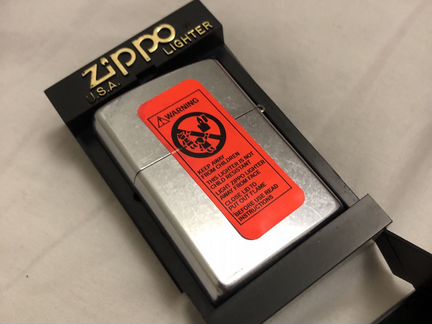 zippo
U.S.A. LIGHTER
WARNING
KEEP AWAY
FROM CHILDREN
THIS LIGHTER IS NOT
CHILD RESISTANT
LIGHT ZIPPO LIGHTER
AWAY FROM FACE
CLOSE LID TO
PUT OUT FLAME
BEFORE USE READ
INSTRUCTIONS